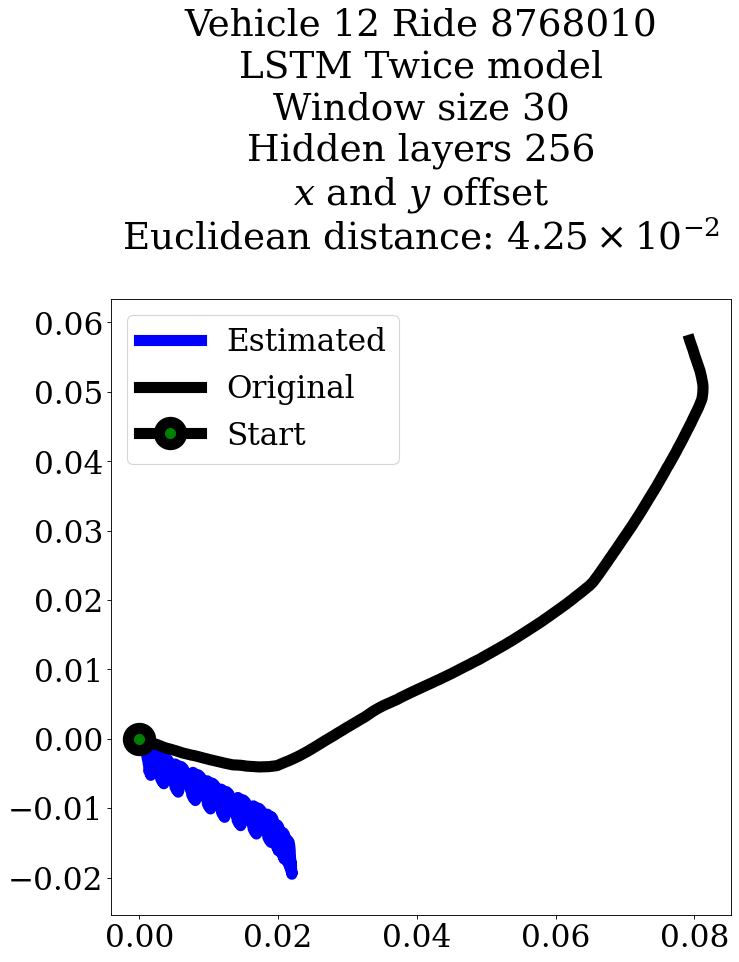 Vehicle 12 Ride 8768010
LSTM Twice model
Window size 30
Hidden layers 256
x and y offset
Euclidean distance: 4.25 × 10⁻²
Estimated
Original
Start
0.06
0.05
0.04
0.03
0.02
0.01
0.00
−0.01
−0.02
0.00 0.02 0.04 0.06 0.08